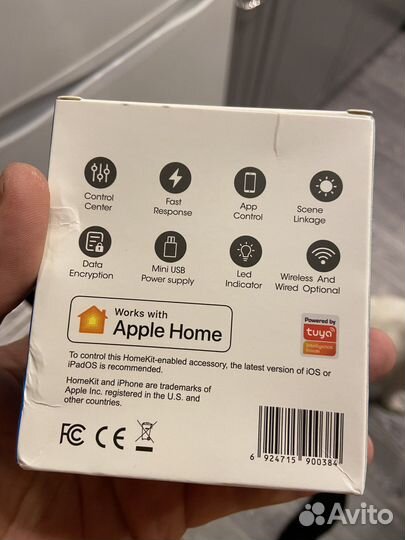 Control
Center
Fast
Response
App
Control
Scene
Linkage
Data
Encryption
Mini USB
Power supply
Led
Indicator
Wireless And
Wired Optional
Works with
Apple Home
Powered by
tuya
Intelligence
Inside
To control this HomeKit-enabled accessory, the latest version of iOS or
iPadOS is recommended.
HomeKit and iPhone are trademarks of
Apple Inc. registered in the U.S. and
other countries.
FC CE
6 924715 900384
Avito